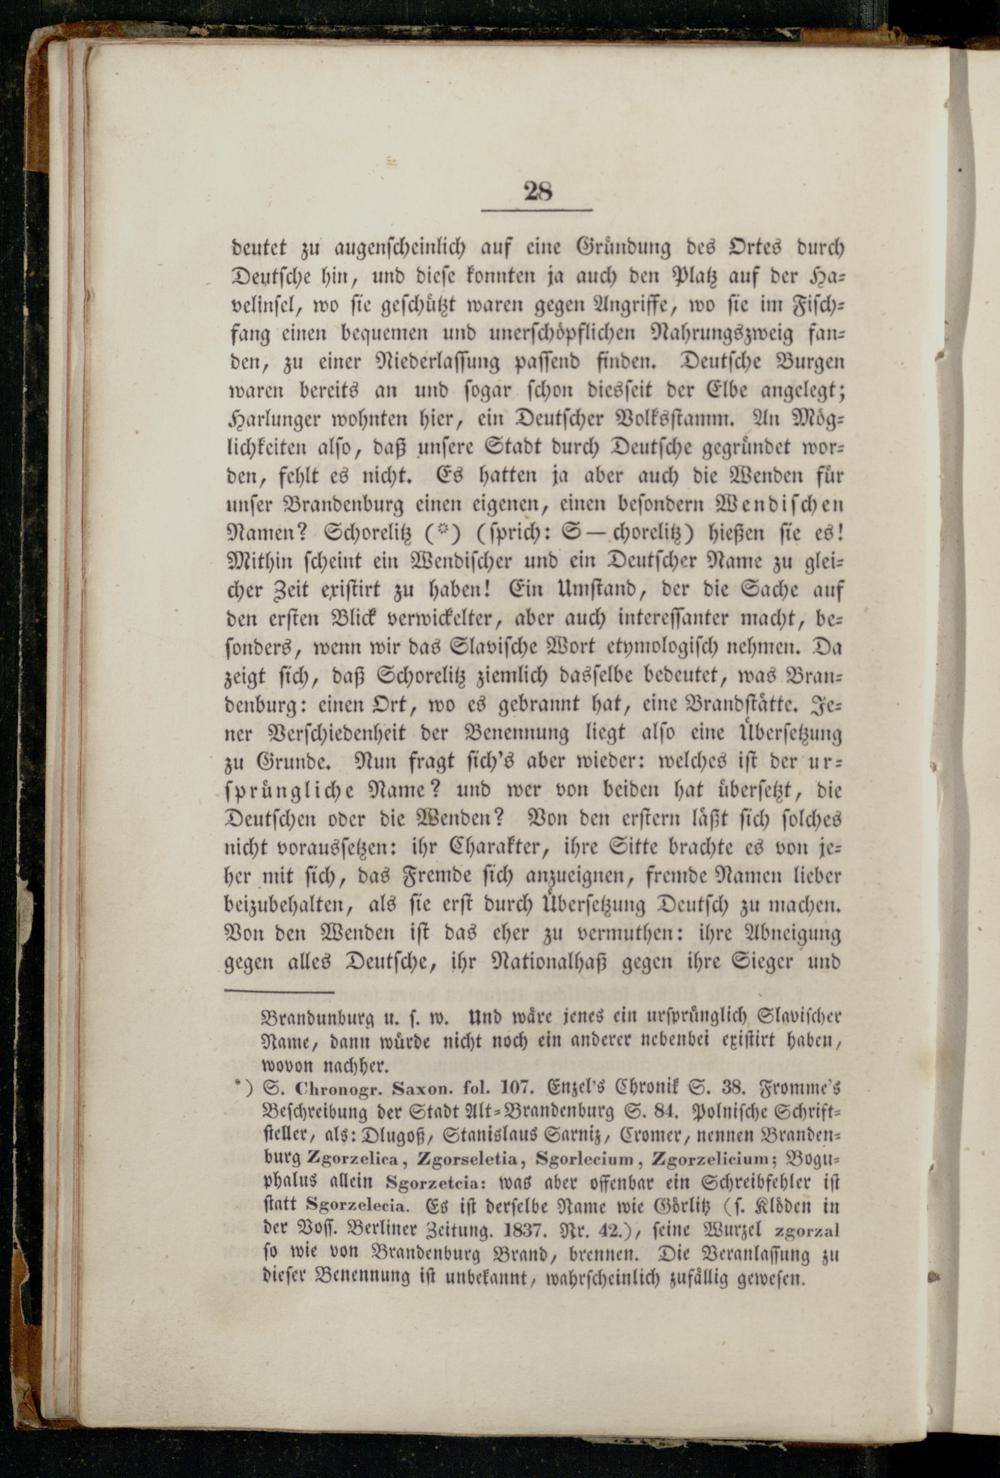 28
deutet zu augenscheinlich auf eine Gründung des Ortes durch
Deutsche hin, und diese konnten ja auch den Platz auf der Ha-
velinsel, wo sie geschützt waren gegen Angriffe, wo sie im Fisch-
fang einen bequemen und unerschöpflichen Nahrungszweig fan-
den, zu einer Niederlassung passend finden. Deutsche Burgen
waren bereits an und sogar schon diesseit der Elbe angelegt;
Harlunger wohnten hier, ein Deutscher Volksstamm. An Mög-
lichkeiten also, daß unsere Stadt durch Deutsche gegründet wor-
den, fehlt es nicht. Es hatten ja aber auch die Wenden für
unser Brandenburg einen eigenen, einen besondern Wendischen
Namen? Schorelitz (*) (sprich: S—chorelitz) hießen sie es!
Mithin scheint ein Wendischer und ein Deutscher Name zu glei-
cher Zeit existirt zu haben! Ein Umstand, der die Sache auf
den ersten Blick verwickelter, aber auch interessanter macht, be-
sonders, wenn wir das Slavische Wort etymologisch nehmen. Da
zeigt sich, daß Schorelitz ziemlich dasselbe bedeutet, was Bran-
denburg: einen Ort, wo es gebrannt hat, eine Brandstätte. Je-
ner Verschiedenheit der Benennung liegt also eine Übersetzung
zu Grunde. Nun fragt sich's aber wieder: welches ist der ur-
sprüngliche Name? und wer von beiden hat übersetzt, die
Deutschen oder die Wenden? Von den erstern läßt sich solches
nicht voraussetzen: ihr Charakter, ihre Sitte brachte es von je-
her mit sich, das Fremde sich anzueignen, fremde Namen lieber
beizubehalten, als sie erst durch Übersetzung Deutsch zu machen.
Von den Wenden ist das eher zu vermuthen: ihre Abneigung
gegen alles Deutsche, ihr Nationalhaß gegen ihre Sieger und
Brandunburg u. s. w. Und wäre jenes ein ursprünglich Slavischer
Name, dann würde nicht noch ein anderer nebenbei existirt haben,
wovon nachher.
*) S. Chronogr. Saxon. fol. 107. Enzel's Chronik S. 38. Fromme's
Beschreibung der Stadt Alt-Brandenburg S. 84. Polnische Schrift-
steller, als: Dlugoß, Stanislaus Sarniz, Cromer, nennen Branden-
burg Zgorzelica, Zgorseletia, Sgorlecium, Zgorzelicium; Bogu-
phalus allein Sgorzetcia: was aber offenbar ein Schreibfehler ist
statt Sgorzelecia. Es ist derselbe Name wie Görlitz (s. Klöden in
der Voss. Berliner Zeitung. 1837. Nr. 42.), seine Wurzel zgorzal
so wie von Brandenburg Brand, brennen. Die Veranlassung zu
dieser Benennung ist unbekannt, wahrscheinlich zufällig gewesen.